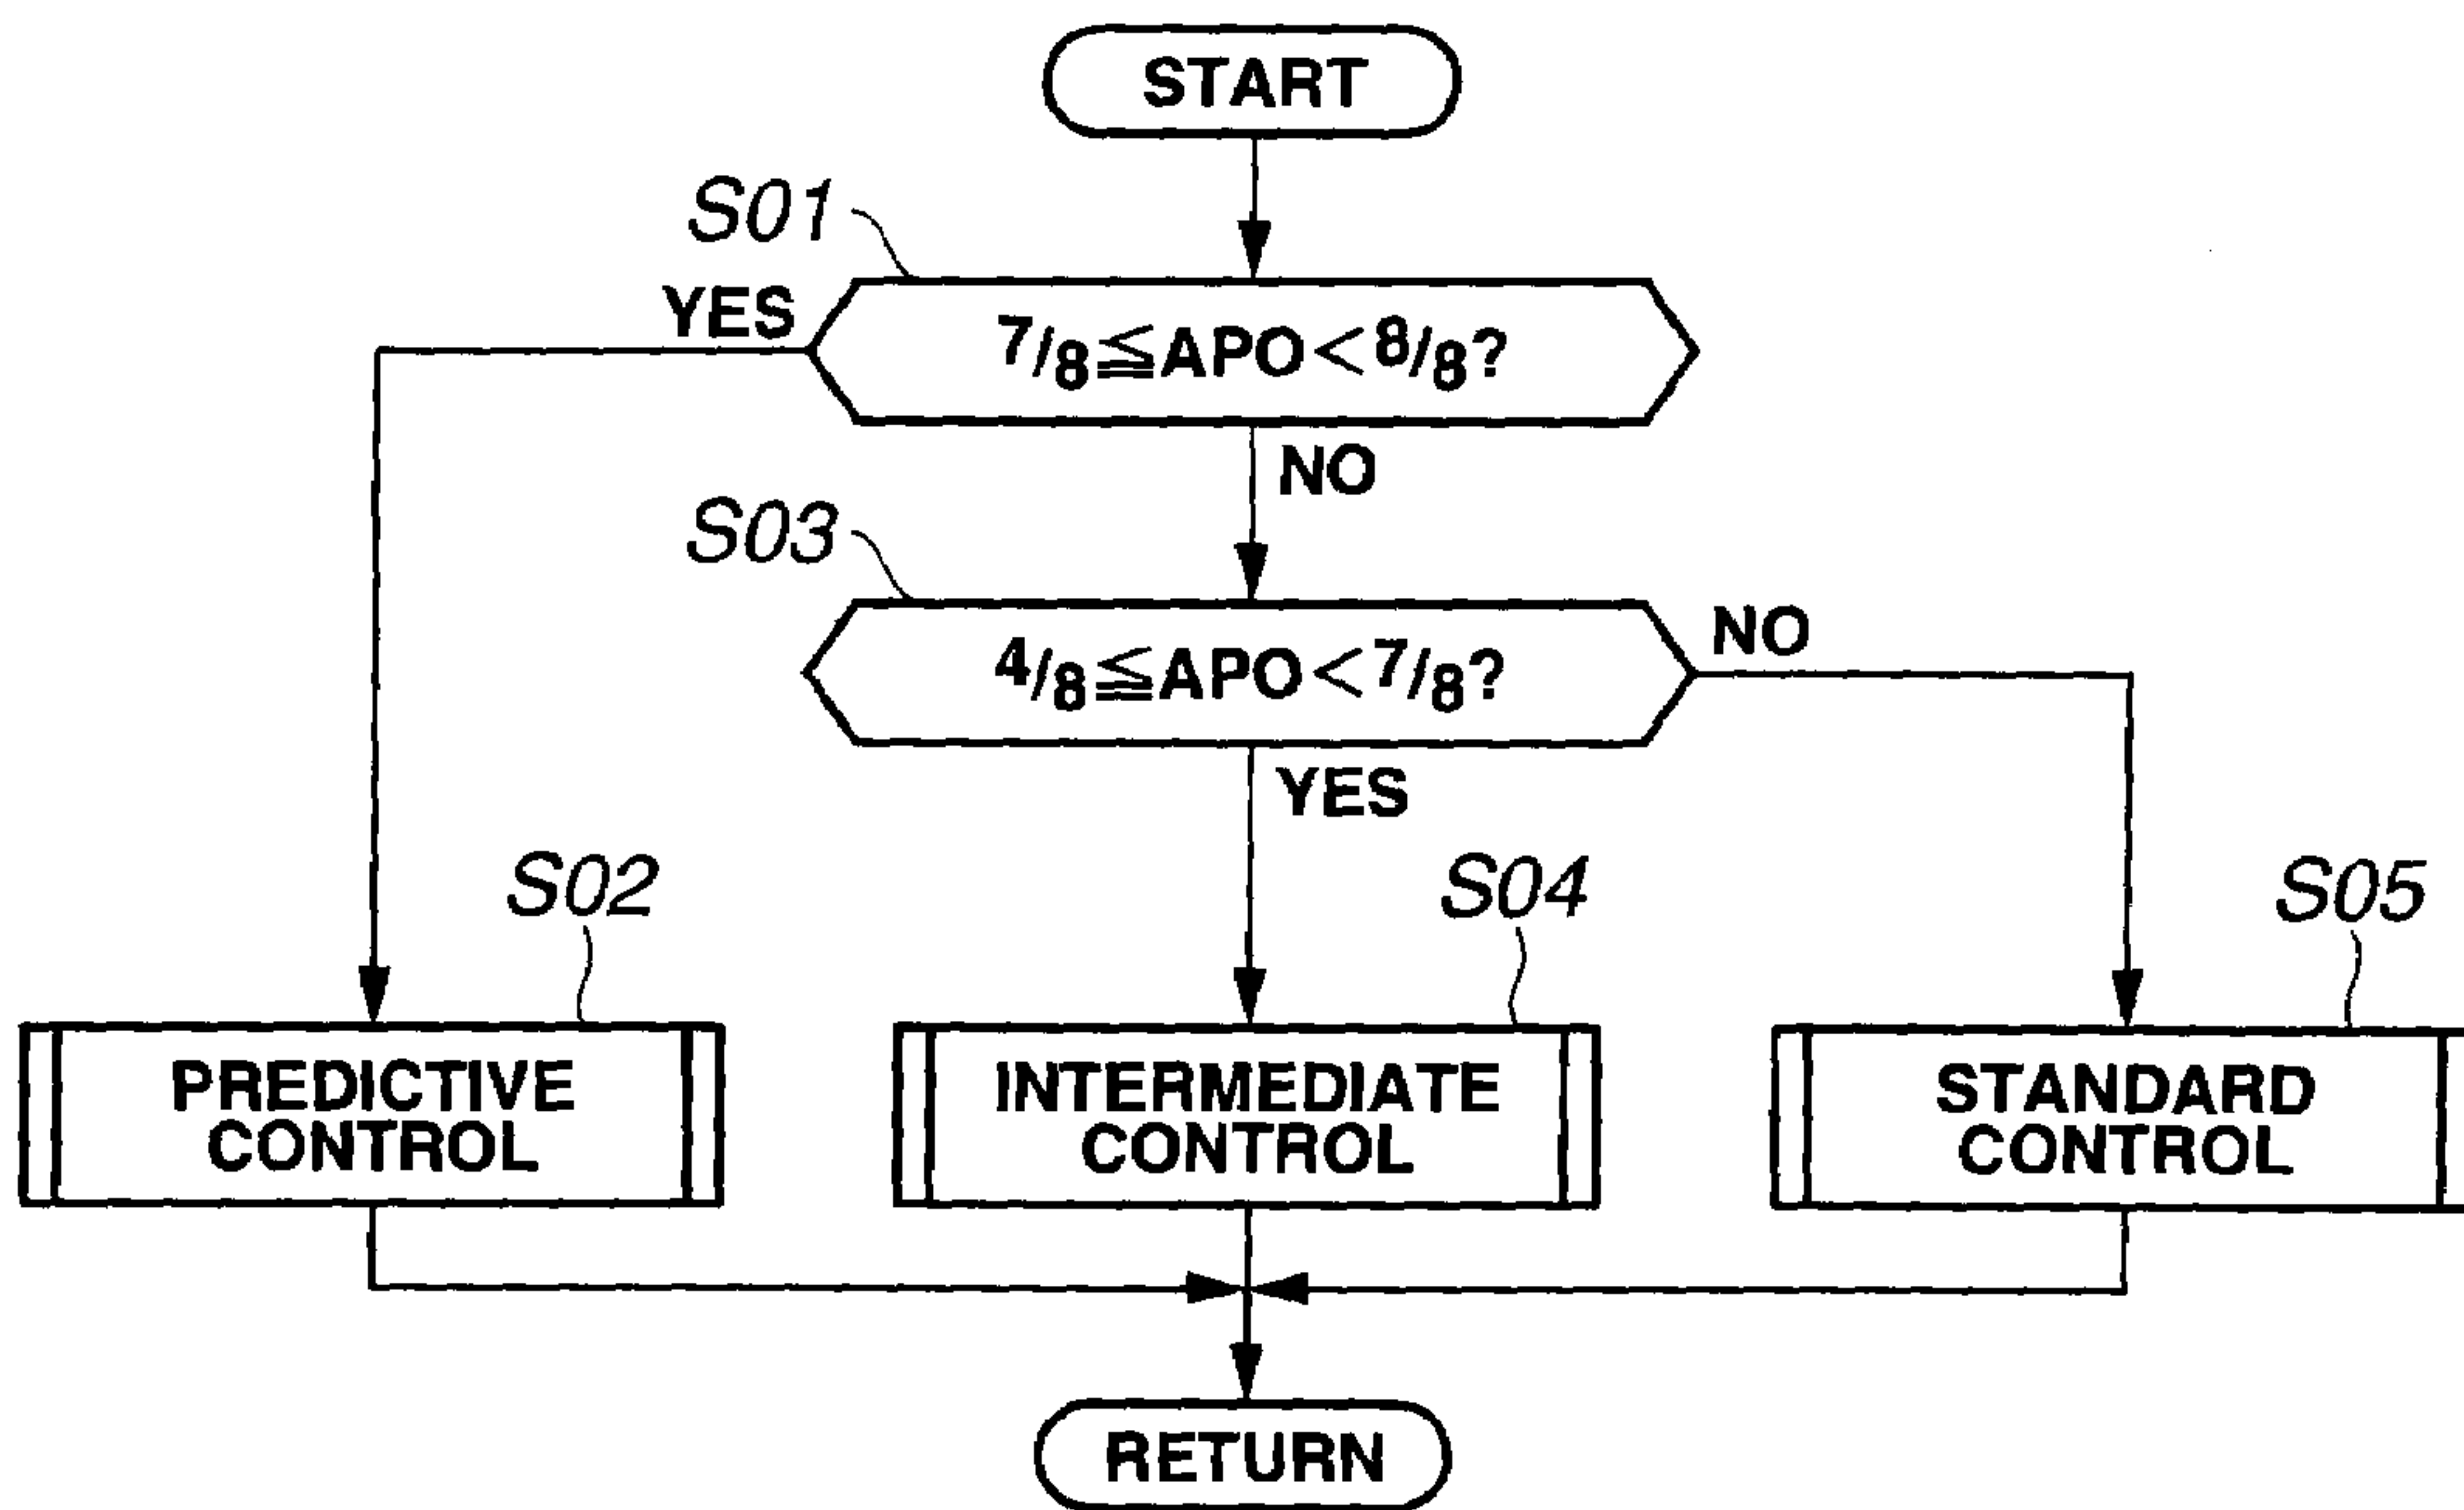 START
S01
YES
7/8≦APO<8/8?
NO
S03
4/8≦APO<7/8?
NO
YES
S02
S04
S05
PREDICTIVE
CONTROL
INTERMEDIATE
CONTROL
STANDARD
CONTROL
RETURN